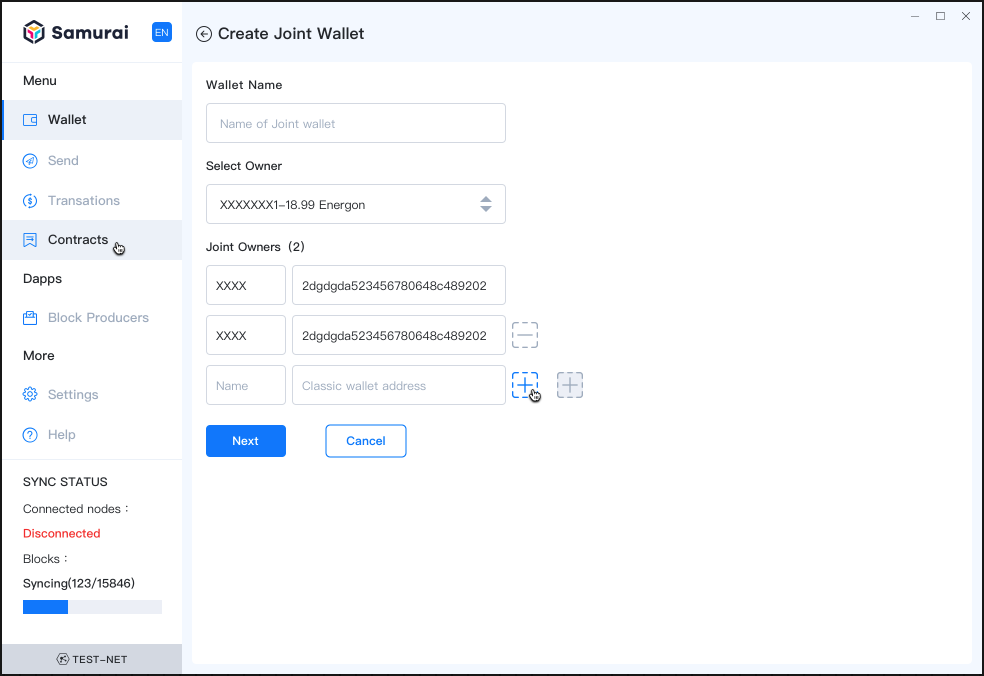 Samurai
EN
Create Joint Wallet
Menu
Wallet
Send
Transations
Contracts
Dapps
Block Producers
More
Settings
Help
SYNC STATUS
Connected nodes：
Disconnected
Blocks：
Syncing(123/15846)
TEST-NET
Wallet Name
Name of Joint wallet
Select Owner
XXXXXXX1-18.99 Energon
Joint Owners (2)
XXXX 2dgdgda523456780648c489202
XXXX 2dgdgda523456780648c489202
Name Classic wallet address
Next Cancel